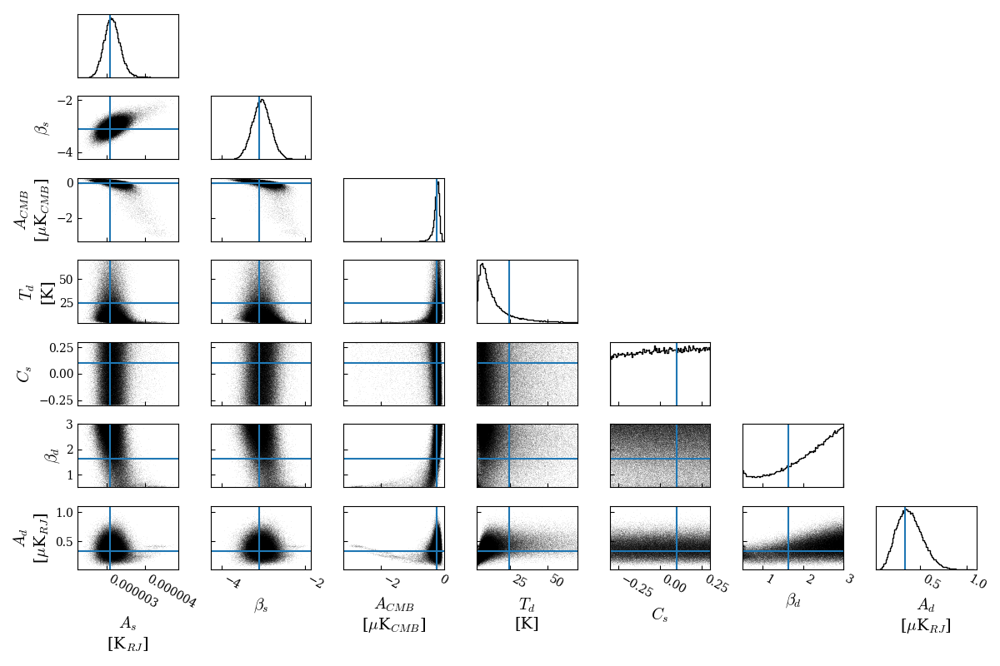 −2
−4
β_s
0
−2
A_CMB
[μK_CMB]
50
25
T_d
[K]
0.25
0.00
−0.25
C_s
3
2
1
β_d
1.0
0.5
A_d
[μK_RJ]
0.000003 0.000004
−4 −2
−2 0
25 50
−0.25 0.00 0.25
1 2 3
0.5 1.0
A_s
[K_RJ]
β_s
A_CMB
[μK_CMB]
T_d
[K]
C_s
β_d
A_d
[μK_RJ]